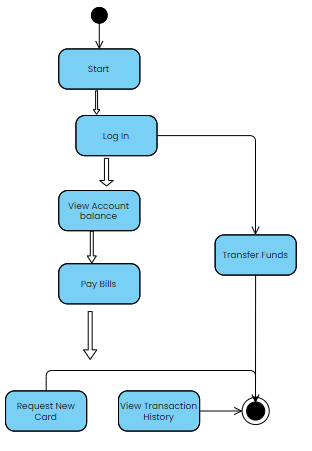 Start
Log In
View Account
balance
Transfer Funds
Pay Bills
Request New
Card
View Transaction
History